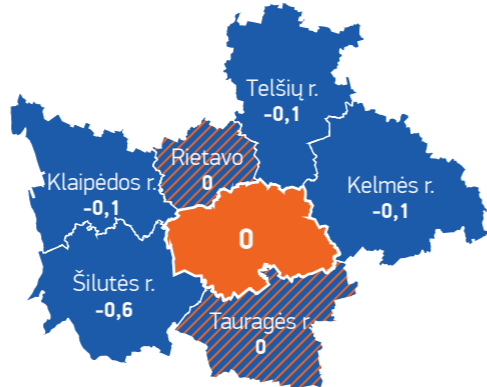 Telšių r.
-0,1
Rietavo
0
Klaipėdos r.
-0,1
Kelmės r.
-0,1
0
Šilutės r.
-0,6
Tauragės r.
0